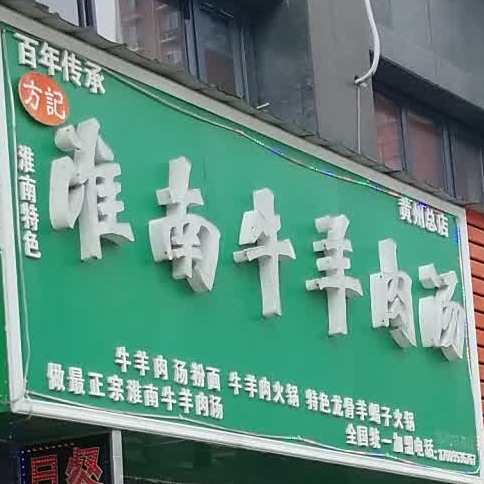 百年传承
方記
淮南特色
淮南牛羊肉汤
黄州总店
牛羊肉汤粉面 牛羊肉火锅 特色龙骨羊蝎子火锅
做最正宗淮南牛羊肉汤
全国统一加盟电话: